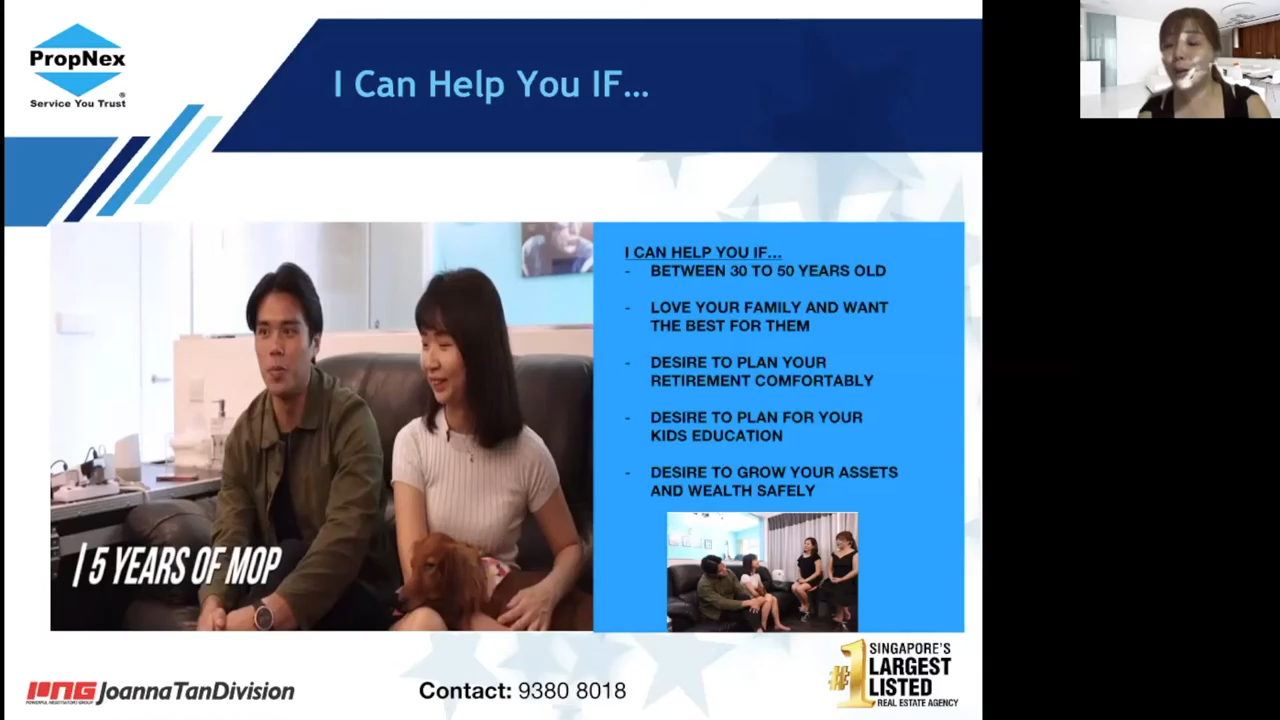 PropNex
Service You Trust
I Can Help You IF...
I CAN HELP YOU IF...
- BETWEEN 30 TO 50 YEARS OLD
- LOVE YOUR FAMILY AND WANT
THE BEST FOR THEM
- DESIRE TO PLAN YOUR
RETIREMENT COMFORTABLY
- DESIRE TO PLAN FOR YOUR
KIDS EDUCATION
- DESIRE TO GROW YOUR ASSETS
AND WEALTH SAFELY
| 5 YEARS OF MOP
PNG JoannaTanDivision
POWERFUL NEGOTIATORS GROUP
Contact: 9380 8018
#1 SINGAPORE'S
LARGEST
LISTED
REAL ESTATE AGENCY